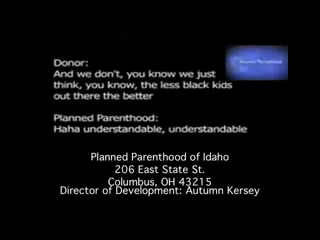 Donor:
And we don't, you know we just
think, you know, the less black kids
out there the better
Planned Parenthood:
Haha understandable, understandable
Planned Parenthood of Idaho
206 East State St.
Columbus, OH 43215
Director of Development: Autumn Kersey